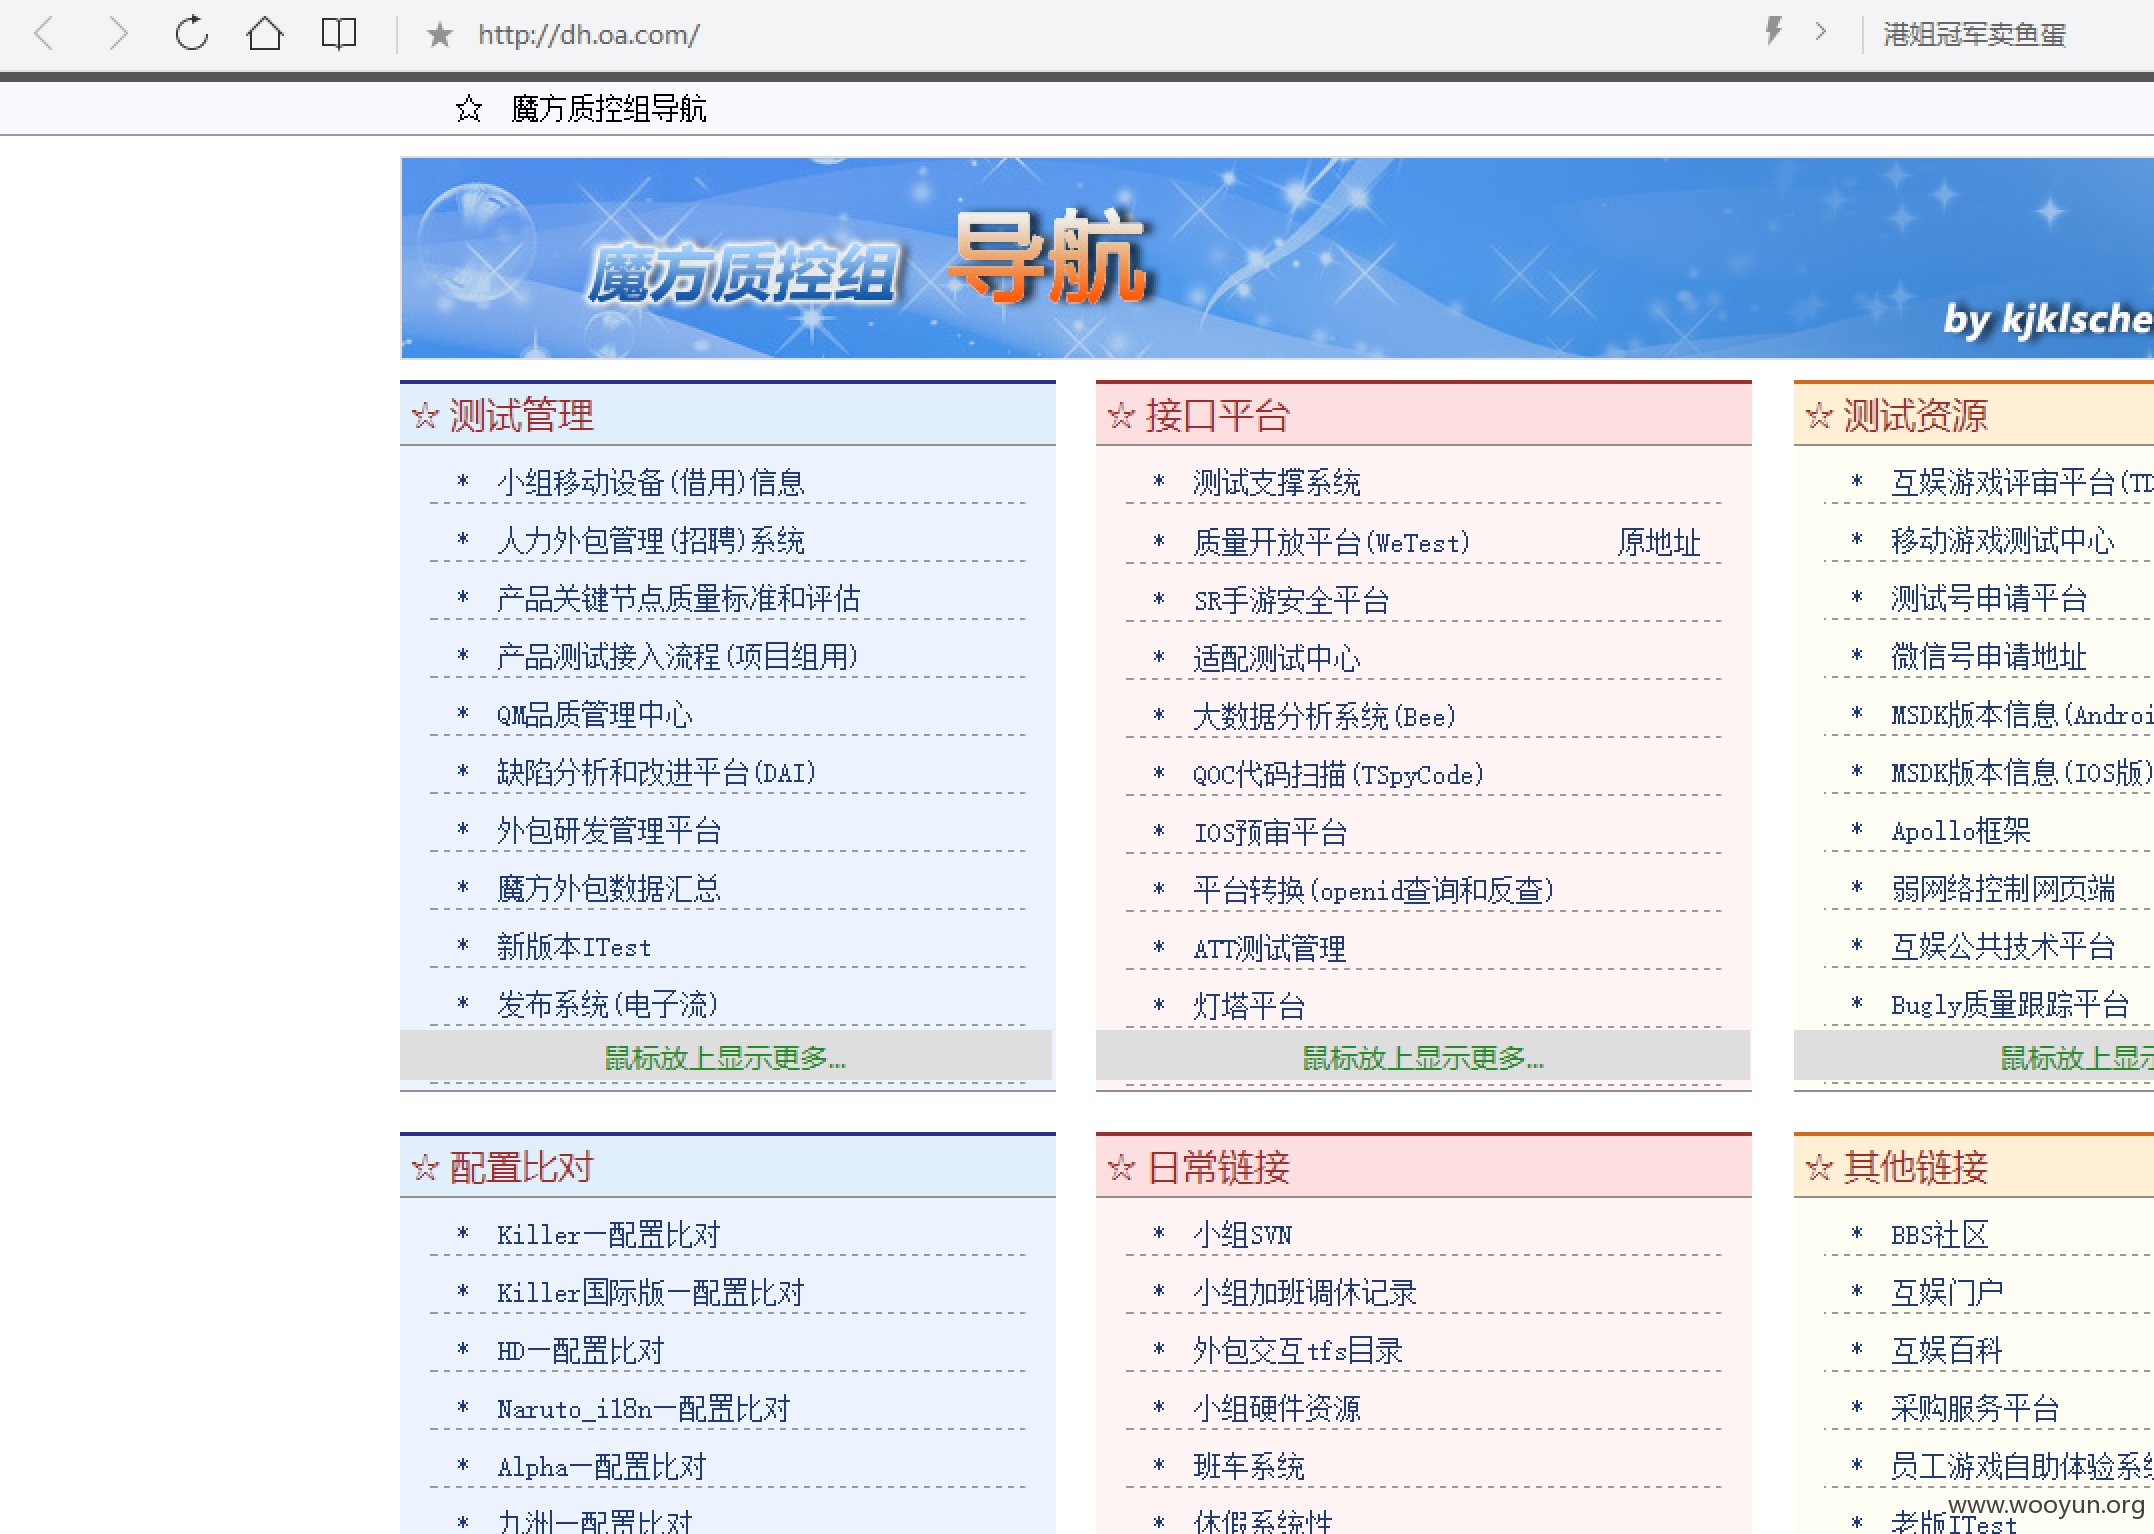 http://dh.oa.com/
港姐冠军卖鱼蛋
☆ 魔方质控组导航
魔方质控组 导航
by kjklsche
☆ 测试管理
* 小组移动设备(借用)信息
* 人力外包管理(招聘)系统
* 产品关键节点质量标准和评估
* 产品测试接入流程(项目组用)
* QM品质管理中心
* 缺陷分析和改进平台(DAI)
* 外包研发管理平台
* 魔方外包数据汇总
* 新版本ITest
* 发布系统(电子流)
鼠标放上显示更多...
☆ 接口平台
* 测试支撑系统
* 质量开放平台(WeTest) 原地址
* SR手游安全平台
* 适配测试中心
* 大数据分析系统(Bee)
* QOC代码扫描(TSpyCode)
* IOS预审平台
* 平台转换(openid查询和反查)
* ATT测试管理
* 灯塔平台
鼠标放上显示更多...
☆ 测试资源
* 互娱游戏评审平台(TD
* 移动游戏测试中心
* 测试号申请平台
* 微信号申请地址
* MSDK版本信息(Androi
* MSDK版本信息(IOS版)
* Apollo框架
* 弱网络控制网页端
* 互娱公共技术平台
* Bugly质量跟踪平台
鼠标放上显示
☆ 配置比对
* Killer一配置比对
* Killer国际版一配置比对
* HD一配置比对
* Naruto_i18n一配置比对
* Alpha一配置比对
* 九洲一配置比对
☆ 日常链接
* 小组SVN
* 小组加班调休记录
* 外包交互tfs目录
* 小组硬件资源
* 班车系统
* 休假系统性
☆ 其他链接
* BBS社区
* 互娱门户
* 互娱百科
* 采购服务平台
* 员工游戏自助体验系统
* 老版ITest
www.wooyun.org